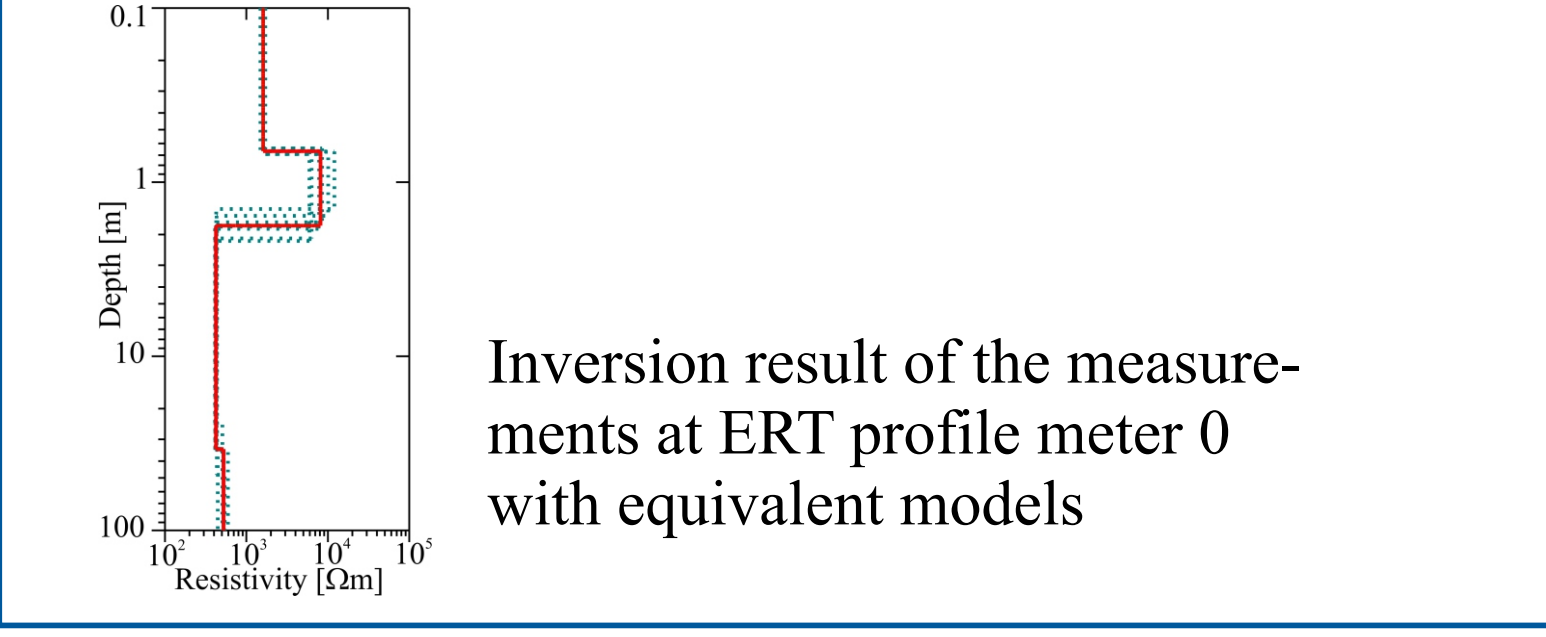 0.1
1
10
100
Depth [m]
10² 10³ 10⁴ 10⁵
Resistivity [Ωm]
Inversion result of the measure-
ments at ERT profile meter 0
with equivalent models